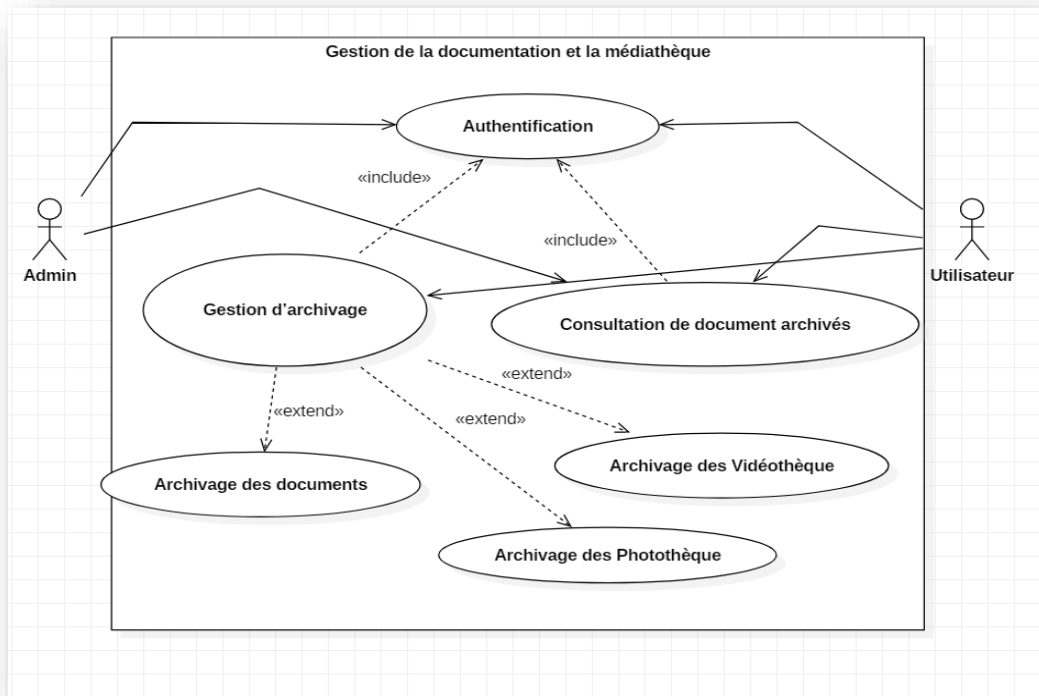 Gestion de la documentation et la médiathèque
Authentification
«include»
«include»
Admin
Utilisateur
Gestion d’archivage
Consultation de document archivés
«extend»
«extend»
«extend»
Archivage des Vidéothèque
Archivage des documents
Archivage des Photothèque